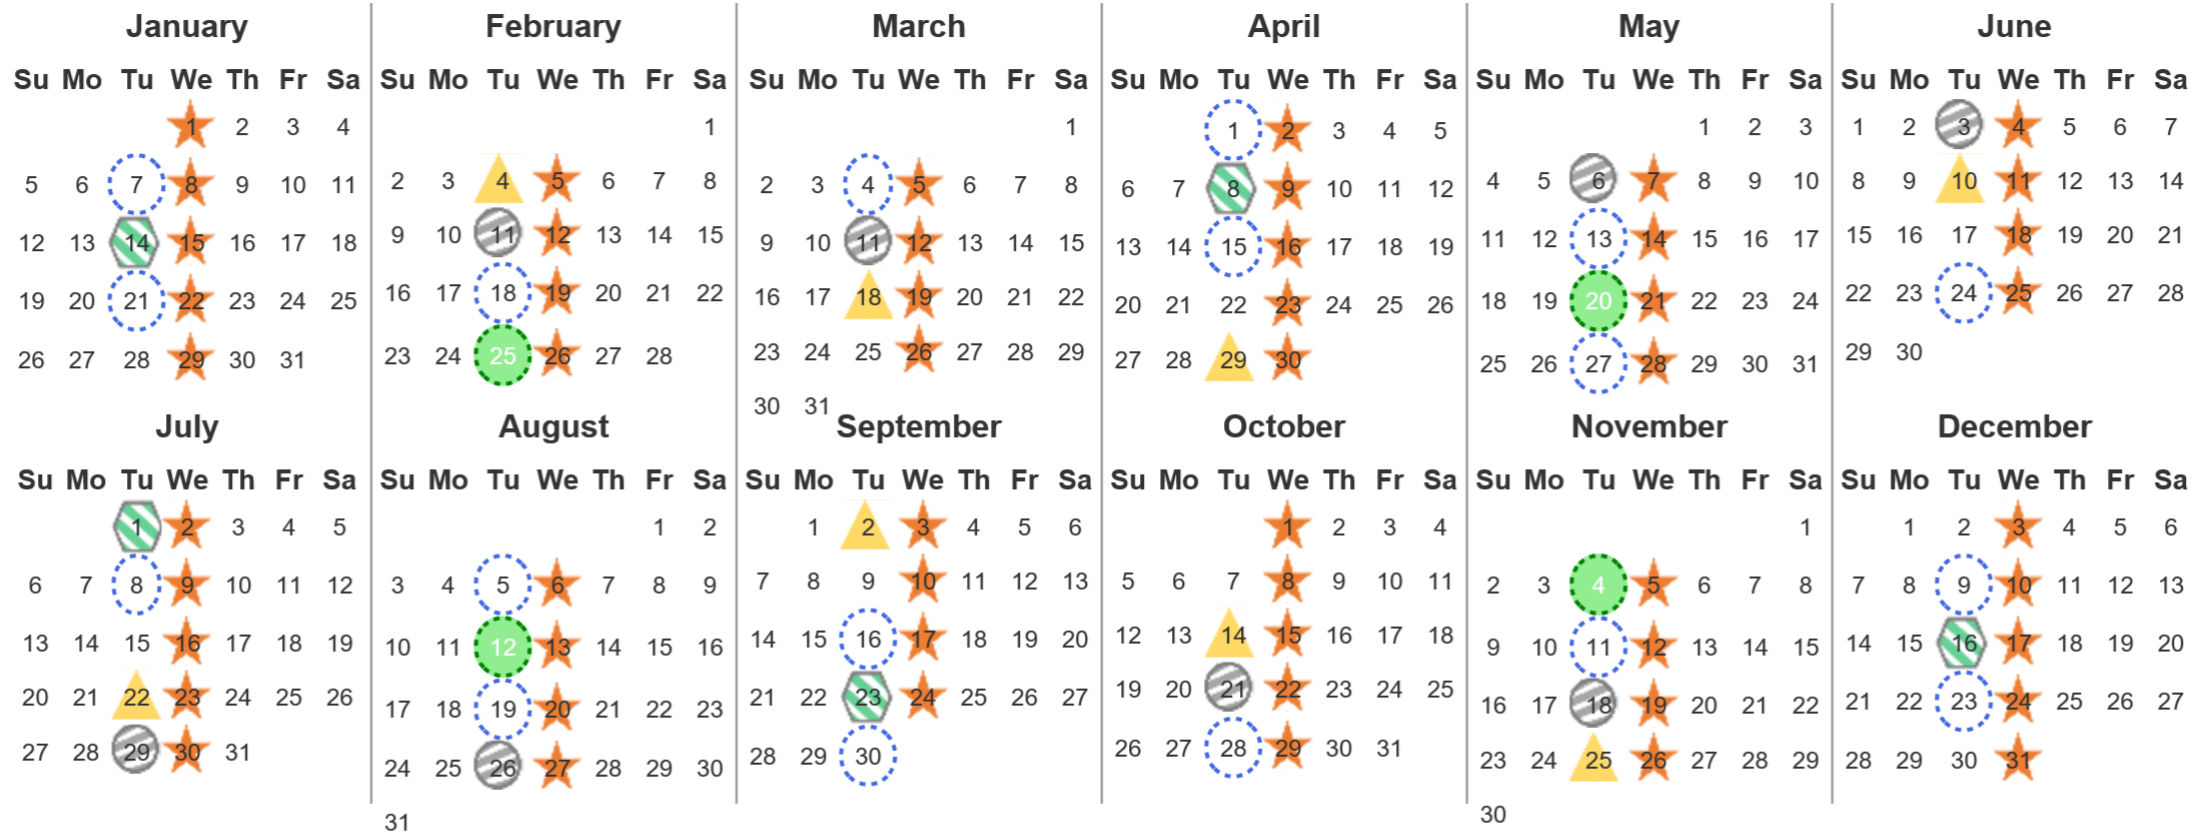 January
Su Mo Tu We Th Fr Sa
1 2 3 4
5 6 7 8 9 10 11
12 13 14 15 16 17 18
19 20 21 22 23 24 25
26 27 28 29 30 31
February
Su Mo Tu We Th Fr Sa
1
2 3 4 5 6 7 8
9 10 11 12 13 14 15
16 17 18 19 20 21 22
23 24 25 26 27 28
March
Su Mo Tu We Th Fr Sa
1
2 3 4 5 6 7 8
9 10 11 12 13 14 15
16 17 18 19 20 21 22
23 24 25 26 27 28 29
30 31
April
Su Mo Tu We Th Fr Sa
1 2 3 4 5
6 7 8 9 10 11 12
13 14 15 16 17 18 19
20 21 22 23 24 25 26
27 28 29 30
May
Su Mo Tu We Th Fr Sa
1 2 3
4 5 6 7 8 9 10
11 12 13 14 15 16 17
18 19 20 21 22 23 24
25 26 27 28 29 30 31
June
Su Mo Tu We Th Fr Sa
1 2 3 4 5 6 7
8 9 10 11 12 13 14
15 16 17 18 19 20 21
22 23 24 25 26 27 28
29 30
July
Su Mo Tu We Th Fr Sa
1 2 3 4 5
6 7 8 9 10 11 12
13 14 15 16 17 18 19
20 21 22 23 24 25 26
27 28 29 30 31
August
Su Mo Tu We Th Fr Sa
1 2
3 4 5 6 7 8 9
10 11 12 13 14 15 16
17 18 19 20 21 22 23
24 25 26 27 28 29 30
31
September
Su Mo Tu We Th Fr Sa
1 2 3 4 5 6
7 8 9 10 11 12 13
14 15 16 17 18 19 20
21 22 23 24 25 26 27
28 29 30
October
Su Mo Tu We Th Fr Sa
1 2 3 4
5 6 7 8 9 10 11
12 13 14 15 16 17 18
19 20 21 22 23 24 25
26 27 28 29 30 31
November
Su Mo Tu We Th Fr Sa
1
2 3 4 5 6 7 8
9 10 11 12 13 14 15
16 17 18 19 20 21 22
23 24 25 26 27 28 29
30
December
Su Mo Tu We Th Fr Sa
1 2 3 4 5 6
7 8 9 10 11 12 13
14 15 16 17 18 19 20
21 22 23 24 25 26 27
28 29 30 31